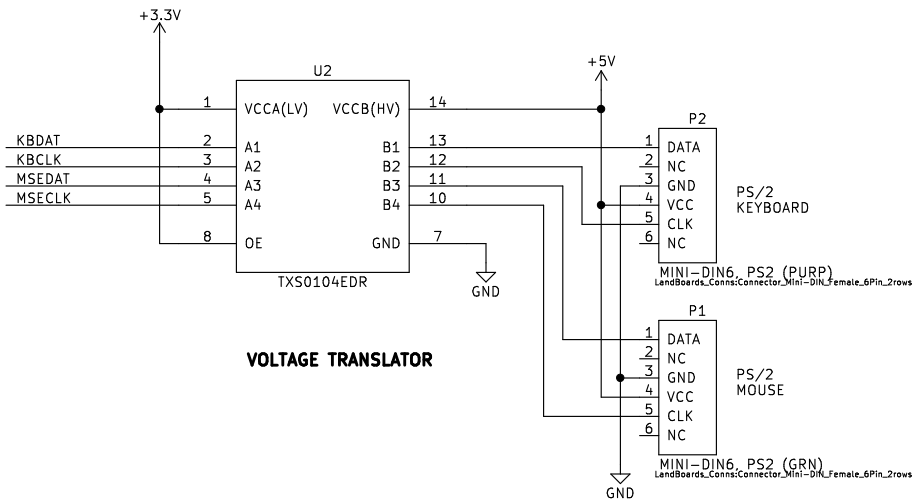 +3.3V
U2
+5V
1 VCCA(LV) VCCB(HV) 14
P2
KBDAT 2 A1 B1 13 1 DATA
KBCLK 3 A2 B2 12 2 NC
MSEDAT 4 A3 B3 11 3 GND PS/2
MSECLK 5 A4 B4 10 4 VCC KEYBOARD
5 CLK
8 OE GND 7 6 NC
MINI-DIN6, PS2 (PURP)
LandBoards_Conns:Connector_Mini-DIN_Female_6Pin_2rows
TXS0104EDR
GND
P1
1 DATA
VOLTAGE TRANSLATOR
2 NC
3 GND PS/2
4 VCC MOUSE
5 CLK
6 NC
MINI-DIN6, PS2 (GRN)
LandBoards_Conns:Connector_Mini-DIN_Female_6Pin_2rows
GND